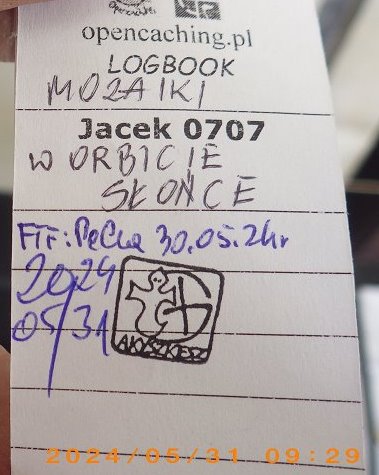 opencaching.pl
LOGBOOK
MOZAIKI
Jacek 0707
W ORBICIE
SŁOŃCE
FTF: PeCha 30.05.24r
2024
05/31
2024/05/31 09:29